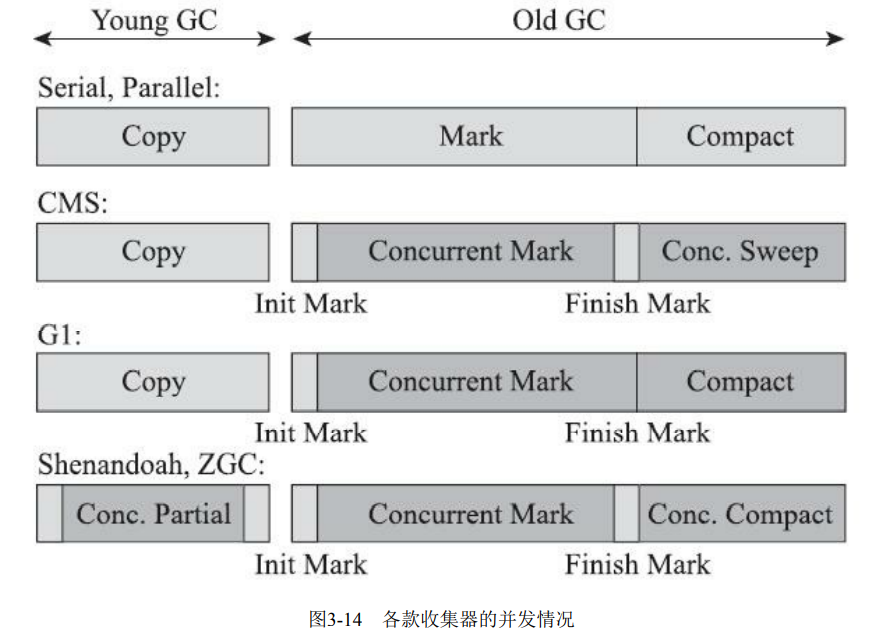 Young GC Old GC
Serial, Parallel:
Copy Mark Compact
CMS:
Copy Concurrent Mark Conc. Sweep
Init Mark Finish Mark
G1:
Copy Concurrent Mark Compact
Init Mark Finish Mark
Shenandoah, ZGC:
Conc. Partial Concurrent Mark Conc. Compact
Init Mark Finish Mark
图3-14 各款收集器的并发情况